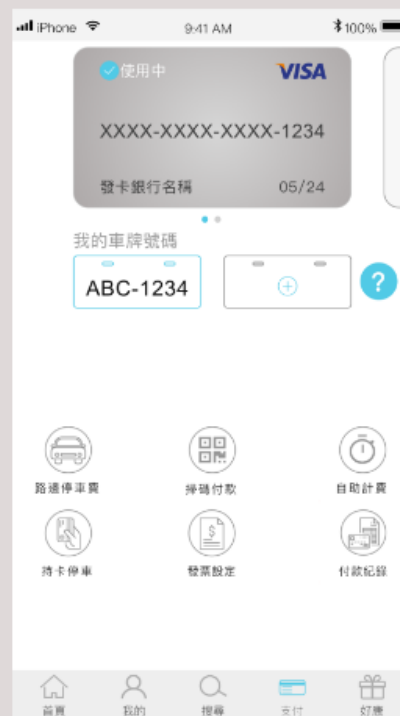 iPhone 9:41 AM 100%
使用中 VISA
XXXX-XXXX-XXXX-1234
發卡銀行名稱 05/24
我的車牌號碼
ABC-1234
?
路邊停車費 掃碼付款 自助計費
持卡停車 發票設定 付款紀錄
首頁 我的 搜尋 支付 好康